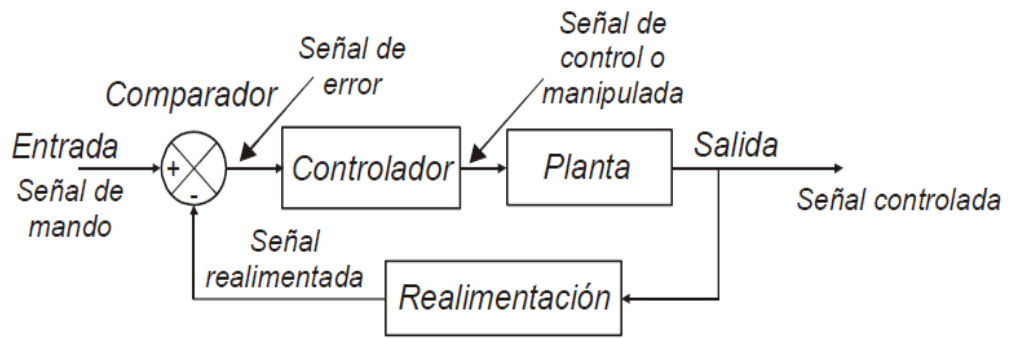 Señal de
error
Señal de
control o
manipulada
Comparador
Entrada
+
-
Señal de
mando
Controlador
Planta
Salida
Señal controlada
Señal
realimentada
Realimentación